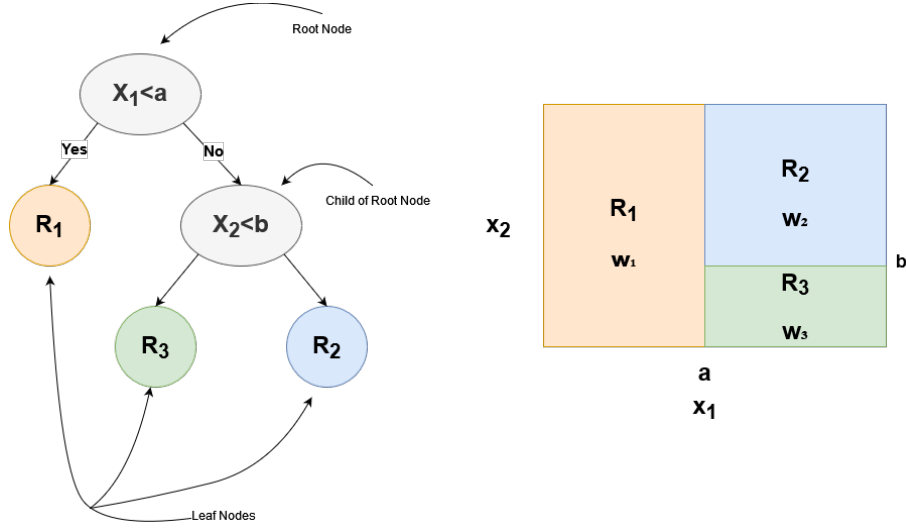 Root Node
X₁<a
Yes
No
R₁
X₂<b
Child of Root Node
R₃
R₂
Leaf Nodes
R₁
w₁
R₂
w₂
R₃
w₃
x₂
b
a
x₁